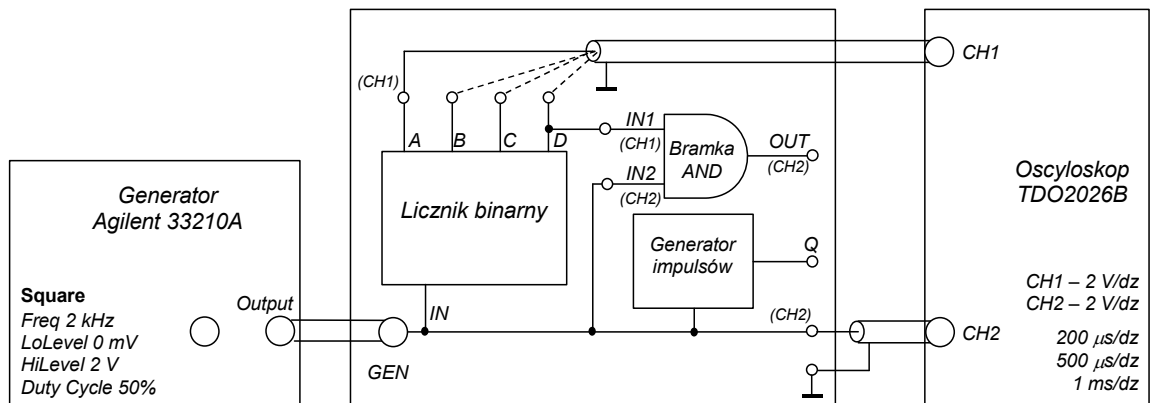 Generator
Agilent 33210A
Square
Freq 2 kHz
LoLevel 0 mV
HiLevel 2 V
Duty Cycle 50%
Output
GEN
(CH1)
A
B
C
D
Licznik binarny
IN
IN1
(CH1)
IN2
(CH2)
Bramka
AND
OUT
(CH2)
Generator
impulsów
Q
(CH2)
CH1
Oscyloskop
TDO2026B
CH1 – 2 V/dz
CH2 – 2 V/dz
CH2
200 μs/dz
500 μs/dz
1 ms/dz